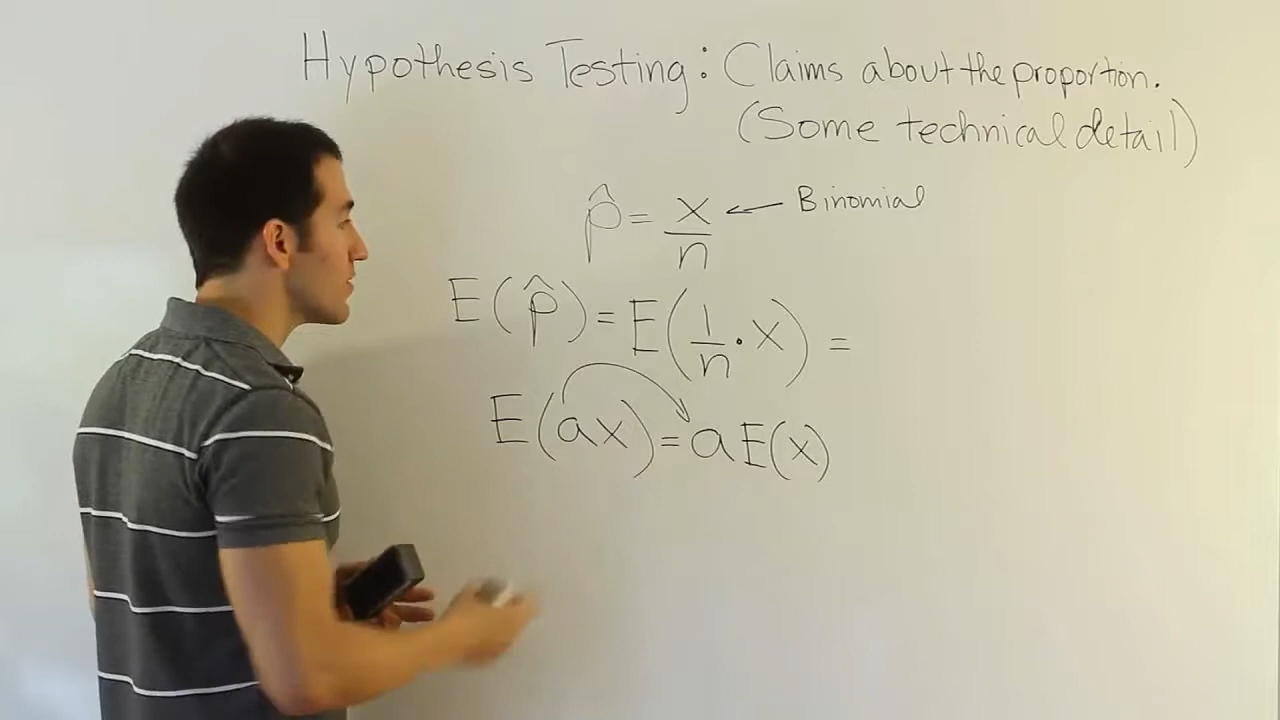 Hypothesis Testing: Claims about the proportion.
(Some technical detail)
p̂ = x/n ← Binomial
E(p̂) = E(1/n · x) =
E(ax) = aE(x)